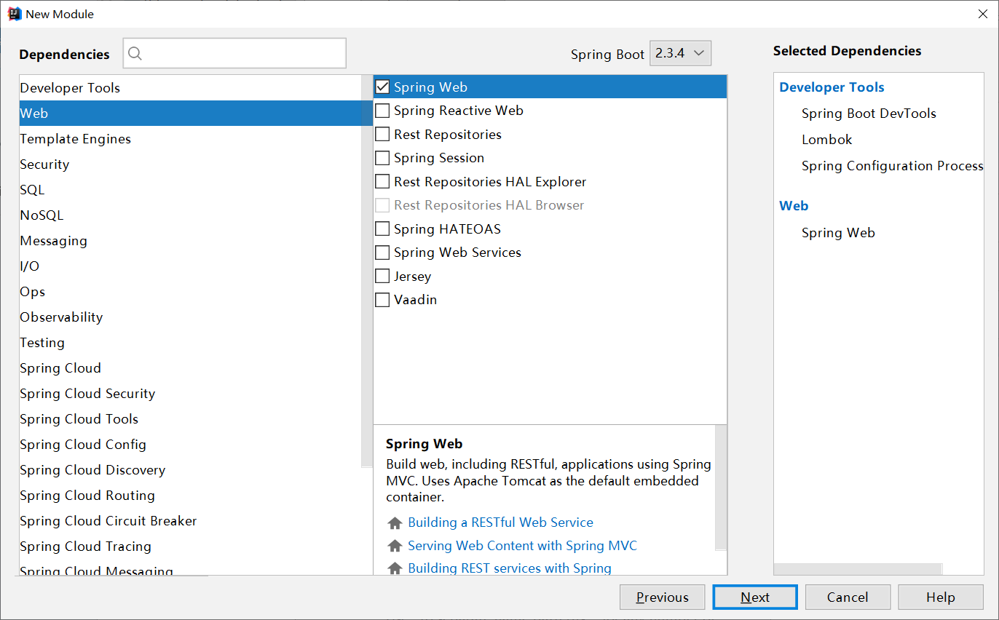 New Module
Dependencies
Spring Boot 2.3.4
Selected Dependencies
Developer Tools
Web
Template Engines
Security
SQL
NoSQL
Messaging
I/O
Ops
Observability
Testing
Spring Cloud
Spring Cloud Security
Spring Cloud Tools
Spring Cloud Config
Spring Cloud Discovery
Spring Cloud Routing
Spring Cloud Circuit Breaker
Spring Cloud Tracing
Spring Cloud Messaging
Spring Web
Spring Reactive Web
Rest Repositories
Spring Session
Rest Repositories HAL Explorer
Rest Repositories HAL Browser
Spring HATEOAS
Spring Web Services
Jersey
Vaadin
Spring Web
Build web, including RESTful, applications using Spring
MVC. Uses Apache Tomcat as the default embedded
container.
Building a RESTful Web Service
Serving Web Content with Spring MVC
Building REST services with Spring
Developer Tools
Spring Boot DevTools
Lombok
Spring Configuration Process
Web
Spring Web
Previous
Next
Cancel
Help